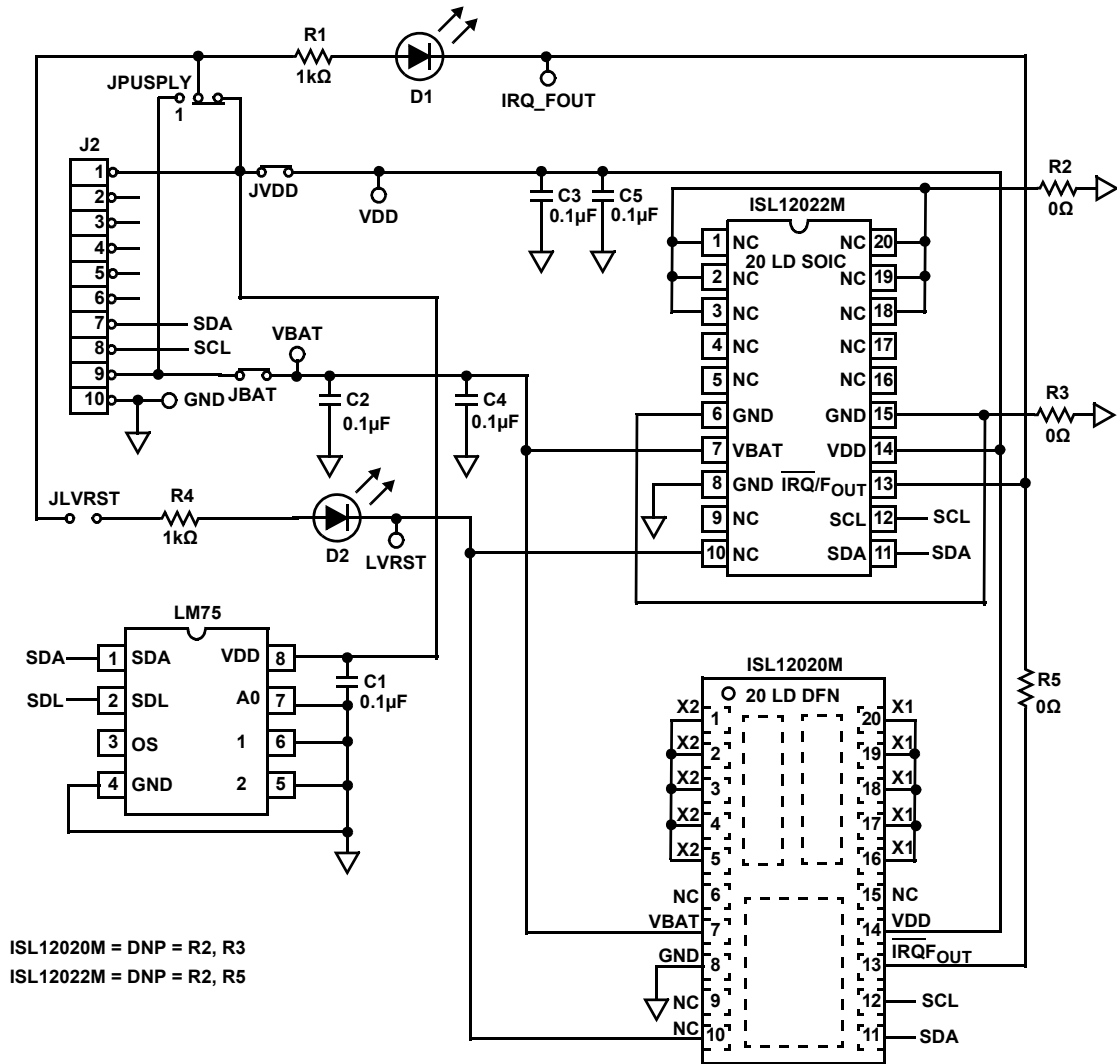 R1
1kΩ
D1
IRQ_FOUT
JPUSPLY
1
J2
1
2
3
4
5
6
7
8
9
10
SDA
SCL
GND
JVDD
VDD
C3
0.1µF
C5
0.1µF
R2
0Ω
VBAT
JBAT
C2
0.1µF
C4
0.1µF
ISL12022M
20 LD SOIC
1 NC
2 NC
3 NC
4 NC
5 NC
6 GND
7 VBAT
8 GND
9 NC
10 NC
NC 20
NC 19
NC 18
NC 17
NC 16
GND 15
VDD 14
IRQ/FOUT 13
SCL 12 SCL
SDA 11 SDA
R3
0Ω
JLVRST
R4
1kΩ
D2
LVRST
LM75
SDA 1 SDA
SDL 2 SDL
3 OS
4 GND
VDD 8
A0 7
1 6
2 5
C1
0.1µF
ISL12020M
20 LD DFN
X2 1
X2 2
X2 3
X2 4
X2 5
NC 6
VBAT 7
GND 8
NC 9
NC 10
20 X1
19 X1
18 X1
17 X1
16 X1
15 NC
14 VDD
13 IRQFOUT
12 SCL
11 SDA
R5
0Ω
ISL12020M = DNP = R2, R3
ISL12022M = DNP = R2, R5